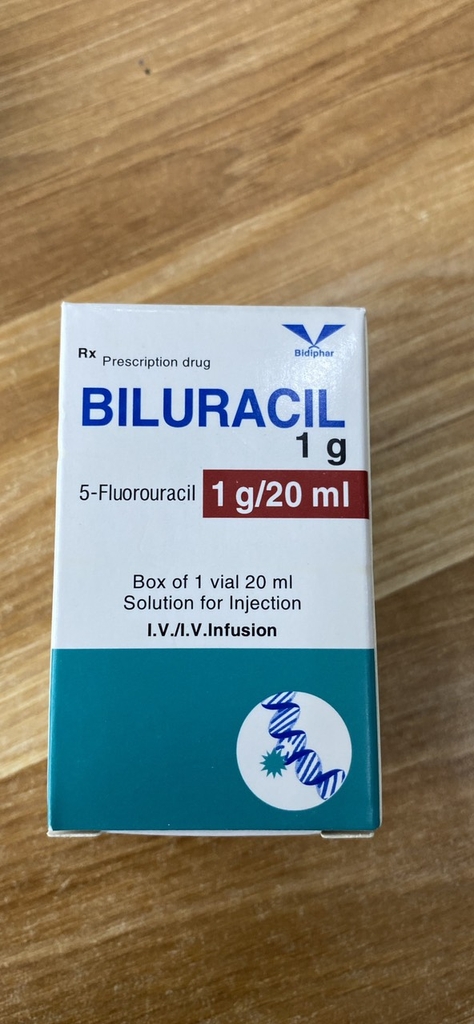 Rx Prescription drug
Bidiphar
BILURACIL
1 g
5-Fluorouracil 1 g/20 ml
Box of 1 vial 20 ml
Solution for Injection
I.V./I.V.Infusion